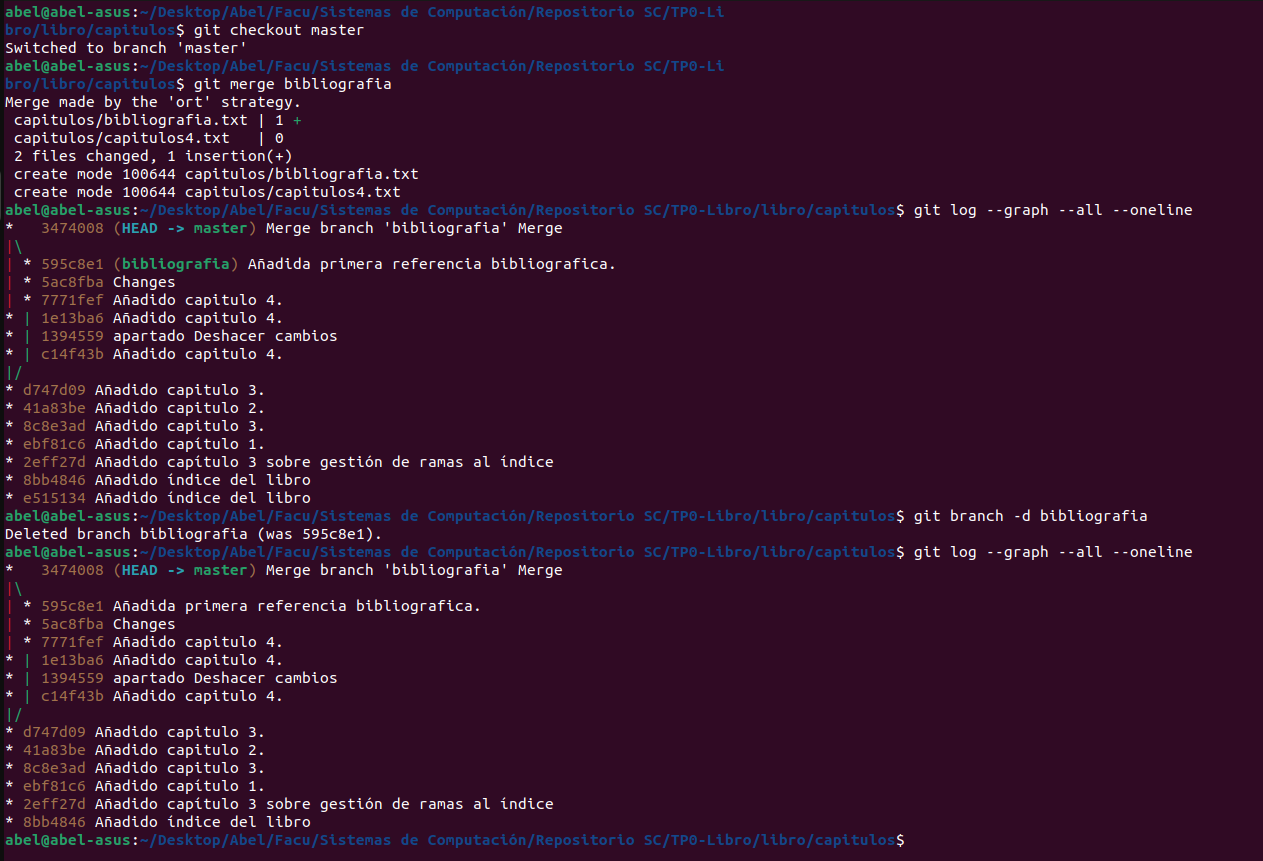 abel@abel-asus:~/Desktop/Abel/Facu/Sistemas de Computación/Repositorio SC/TP0-Li
bro/libro/capitulos$ git checkout master
Switched to branch 'master'
abel@abel-asus:~/Desktop/Abel/Facu/Sistemas de Computación/Repositorio SC/TP0-Li
bro/libro/capitulos$ git merge bibliografia
Merge made by the 'ort' strategy.
 capitulos/bibliografia.txt | 1 +
 capitulos/capitulos4.txt   | 0
 2 files changed, 1 insertion(+)
 create mode 100644 capitulos/bibliografia.txt
 create mode 100644 capitulos/capitulos4.txt
abel@abel-asus:~/Desktop/Abel/Facu/Sistemas de Computación/Repositorio SC/TP0-Libro/libro/capitulos$ git log --graph --all --oneline
*   3474008 (HEAD -> master) Merge branch 'bibliografia' Merge
|\
| * 595c8e1 (bibliografia) Añadida primera referencia bibliografica.
| * 5ac8fba Changes
| * 7771fef Añadido capitulo 4.
* | 1e13ba6 Añadido capitulo 4.
* | 1394559 apartado Deshacer cambios
* | c14f43b Añadido capitulo 4.
|/
* d747d09 Añadido capitulo 3.
* 41a83be Añadido capitulo 2.
* 8c8e3ad Añadido capitulo 3.
* ebf81c6 Añadido capítulo 1.
* 2eff27d Añadido capítulo 3 sobre gestión de ramas al índice
* 8bb4846 Añadido índice del libro
* e515134 Añadido índice del libro
abel@abel-asus:~/Desktop/Abel/Facu/Sistemas de Computación/Repositorio SC/TP0-Libro/libro/capitulos$ git branch -d bibliografia
Deleted branch bibliografia (was 595c8e1).
abel@abel-asus:~/Desktop/Abel/Facu/Sistemas de Computación/Repositorio SC/TP0-Libro/libro/capitulos$ git log --graph --all --oneline
*   3474008 (HEAD -> master) Merge branch 'bibliografia' Merge
|\
| * 595c8e1 Añadida primera referencia bibliografica.
| * 5ac8fba Changes
| * 7771fef Añadido capitulo 4.
* | 1e13ba6 Añadido capitulo 4.
* | 1394559 apartado Deshacer cambios
* | c14f43b Añadido capitulo 4.
|/
* d747d09 Añadido capitulo 3.
* 41a83be Añadido capitulo 2.
* 8c8e3ad Añadido capitulo 3.
* ebf81c6 Añadido capítulo 1.
* 2eff27d Añadido capítulo 3 sobre gestión de ramas al índice
* 8bb4846 Añadido índice del libro
abel@abel-asus:~/Desktop/Abel/Facu/Sistemas de Computación/Repositorio SC/TP0-Libro/libro/capitulos$